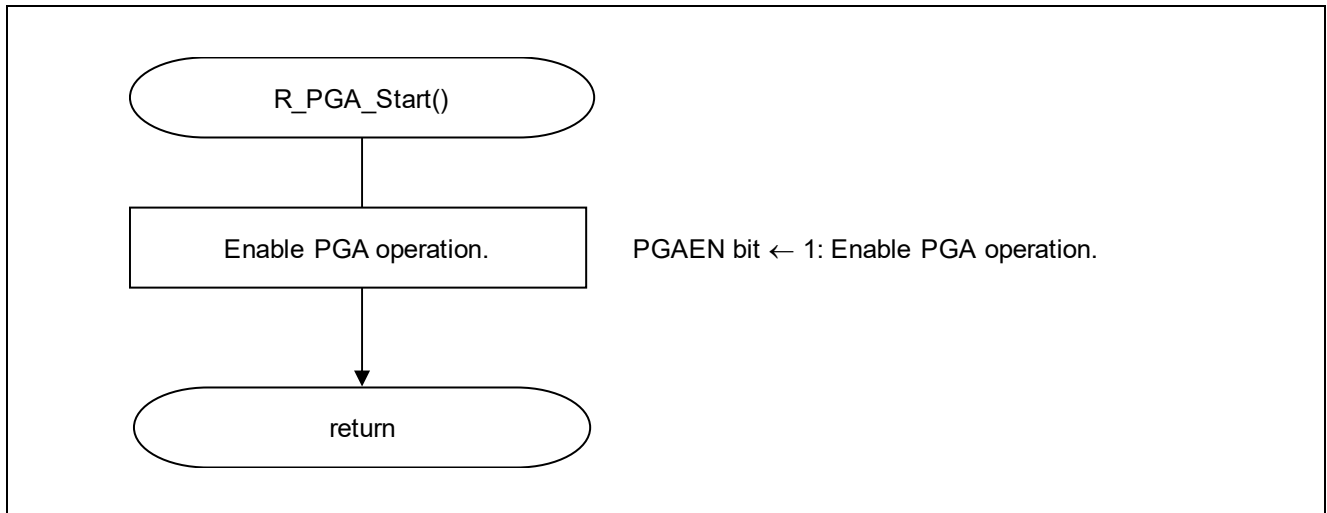 R_PGA_Start()
Enable PGA operation.
PGAEN bit ← 1: Enable PGA operation.
return